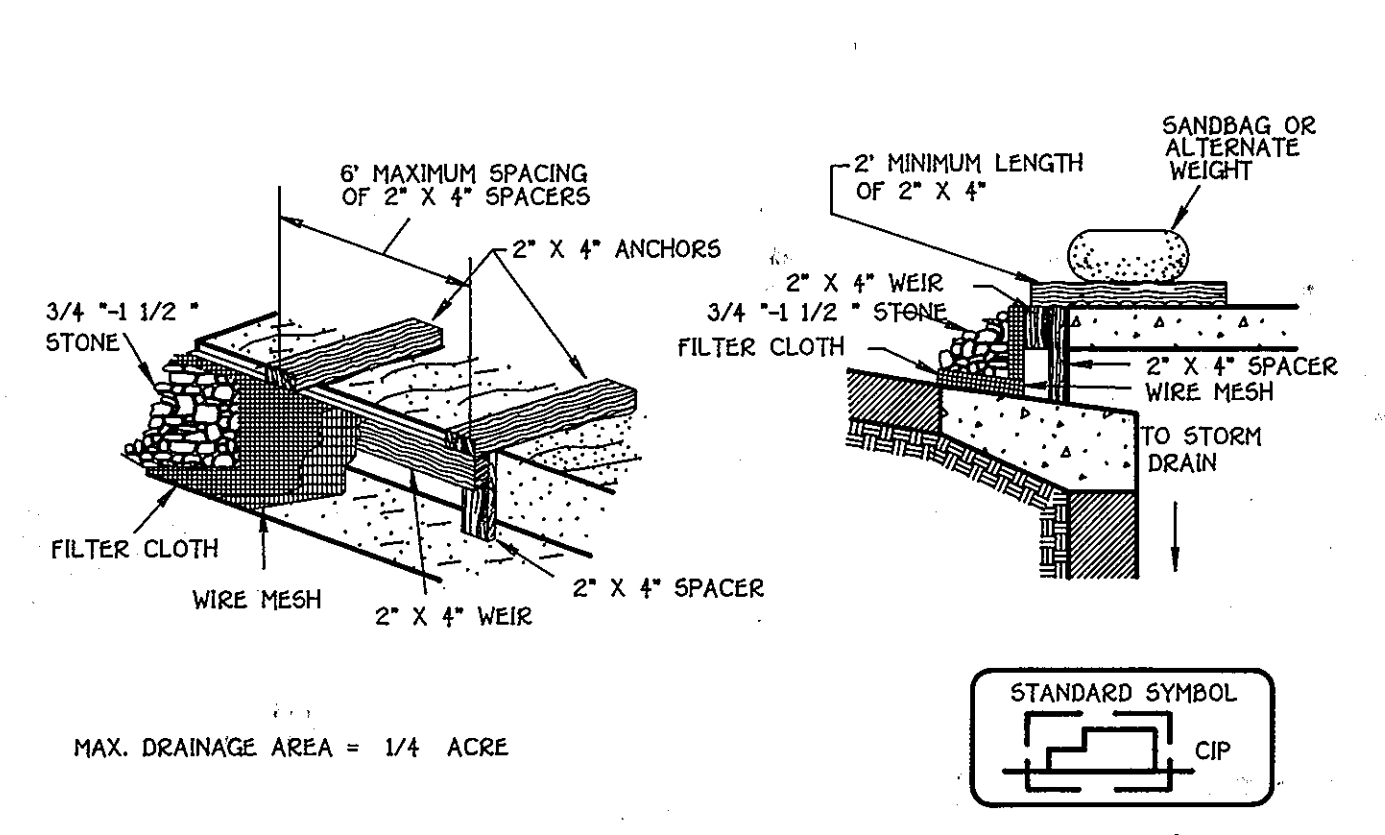 6' MAXIMUM SPACING
OF 2" X 4" SPACERS
2" X 4" ANCHORS
3/4 "-1 1/2 "
STONE
FILTER CLOTH
WIRE MESH
2" X 4" WEIR
2" X 4" SPACER
SANDBAG OR
ALTERNATE
WEIGHT
2' MINIMUM LENGTH
OF 2" X 4"
2" X 4" WEIR
3/4 "-1 1/2 " STONE
FILTER CLOTH
2" X 4" SPACER
WIRE MESH
TO STORM
DRAIN
MAX. DRAINAGE AREA = 1/4 ACRE
STANDARD SYMBOL
CIP